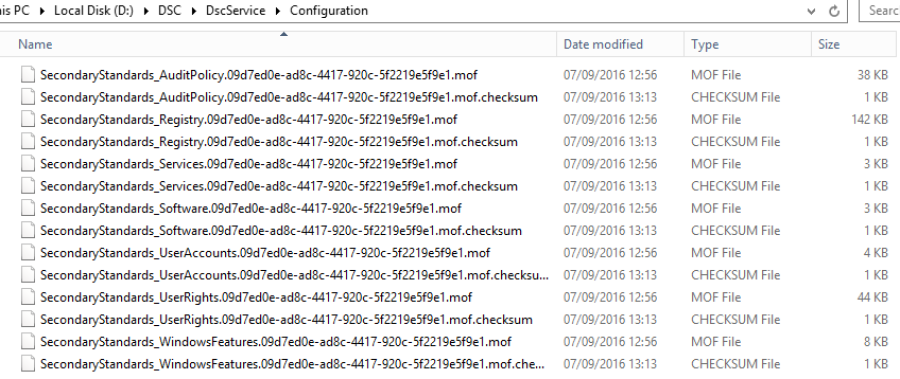 his PC Local Disk (D:) DSC DscService Configuration Searc
Name Date modified Type Size
SecondaryStandards_AuditPolicy.09d7ed0e-ad8c-4417-920c-5f2219e5f9e1.mof 07/09/2016 12:56 MOF File 38 KB
SecondaryStandards_AuditPolicy.09d7ed0e-ad8c-4417-920c-5f2219e5f9e1.mof.checksum 07/09/2016 13:13 CHECKSUM File 1 KB
SecondaryStandards_Registry.09d7ed0e-ad8c-4417-920c-5f2219e5f9e1.mof 07/09/2016 12:56 MOF File 142 KB
SecondaryStandards_Registry.09d7ed0e-ad8c-4417-920c-5f2219e5f9e1.mof.checksum 07/09/2016 13:13 CHECKSUM File 1 KB
SecondaryStandards_Services.09d7ed0e-ad8c-4417-920c-5f2219e5f9e1.mof 07/09/2016 12:56 MOF File 3 KB
SecondaryStandards_Services.09d7ed0e-ad8c-4417-920c-5f2219e5f9e1.mof.checksum 07/09/2016 13:13 CHECKSUM File 1 KB
SecondaryStandards_Software.09d7ed0e-ad8c-4417-920c-5f2219e5f9e1.mof 07/09/2016 12:56 MOF File 3 KB
SecondaryStandards_Software.09d7ed0e-ad8c-4417-920c-5f2219e5f9e1.mof.checksum 07/09/2016 13:13 CHECKSUM File 1 KB
SecondaryStandards_UserAccounts.09d7ed0e-ad8c-4417-920c-5f2219e5f9e1.mof 07/09/2016 12:56 MOF File 4 KB
SecondaryStandards_UserAccounts.09d7ed0e-ad8c-4417-920c-5f2219e5f9e1.mof.checksu... 07/09/2016 13:13 CHECKSUM File 1 KB
SecondaryStandards_UserRights.09d7ed0e-ad8c-4417-920c-5f2219e5f9e1.mof 07/09/2016 12:56 MOF File 44 KB
SecondaryStandards_UserRights.09d7ed0e-ad8c-4417-920c-5f2219e5f9e1.mof.checksum 07/09/2016 13:13 CHECKSUM File 1 KB
SecondaryStandards_WindowsFeatures.09d7ed0e-ad8c-4417-920c-5f2219e5f9e1.mof 07/09/2016 12:56 MOF File 8 KB
SecondaryStandards_WindowsFeatures.09d7ed0e-ad8c-4417-920c-5f2219e5f9e1.mof.che... 07/09/2016 13:13 CHECKSUM File 1 KB